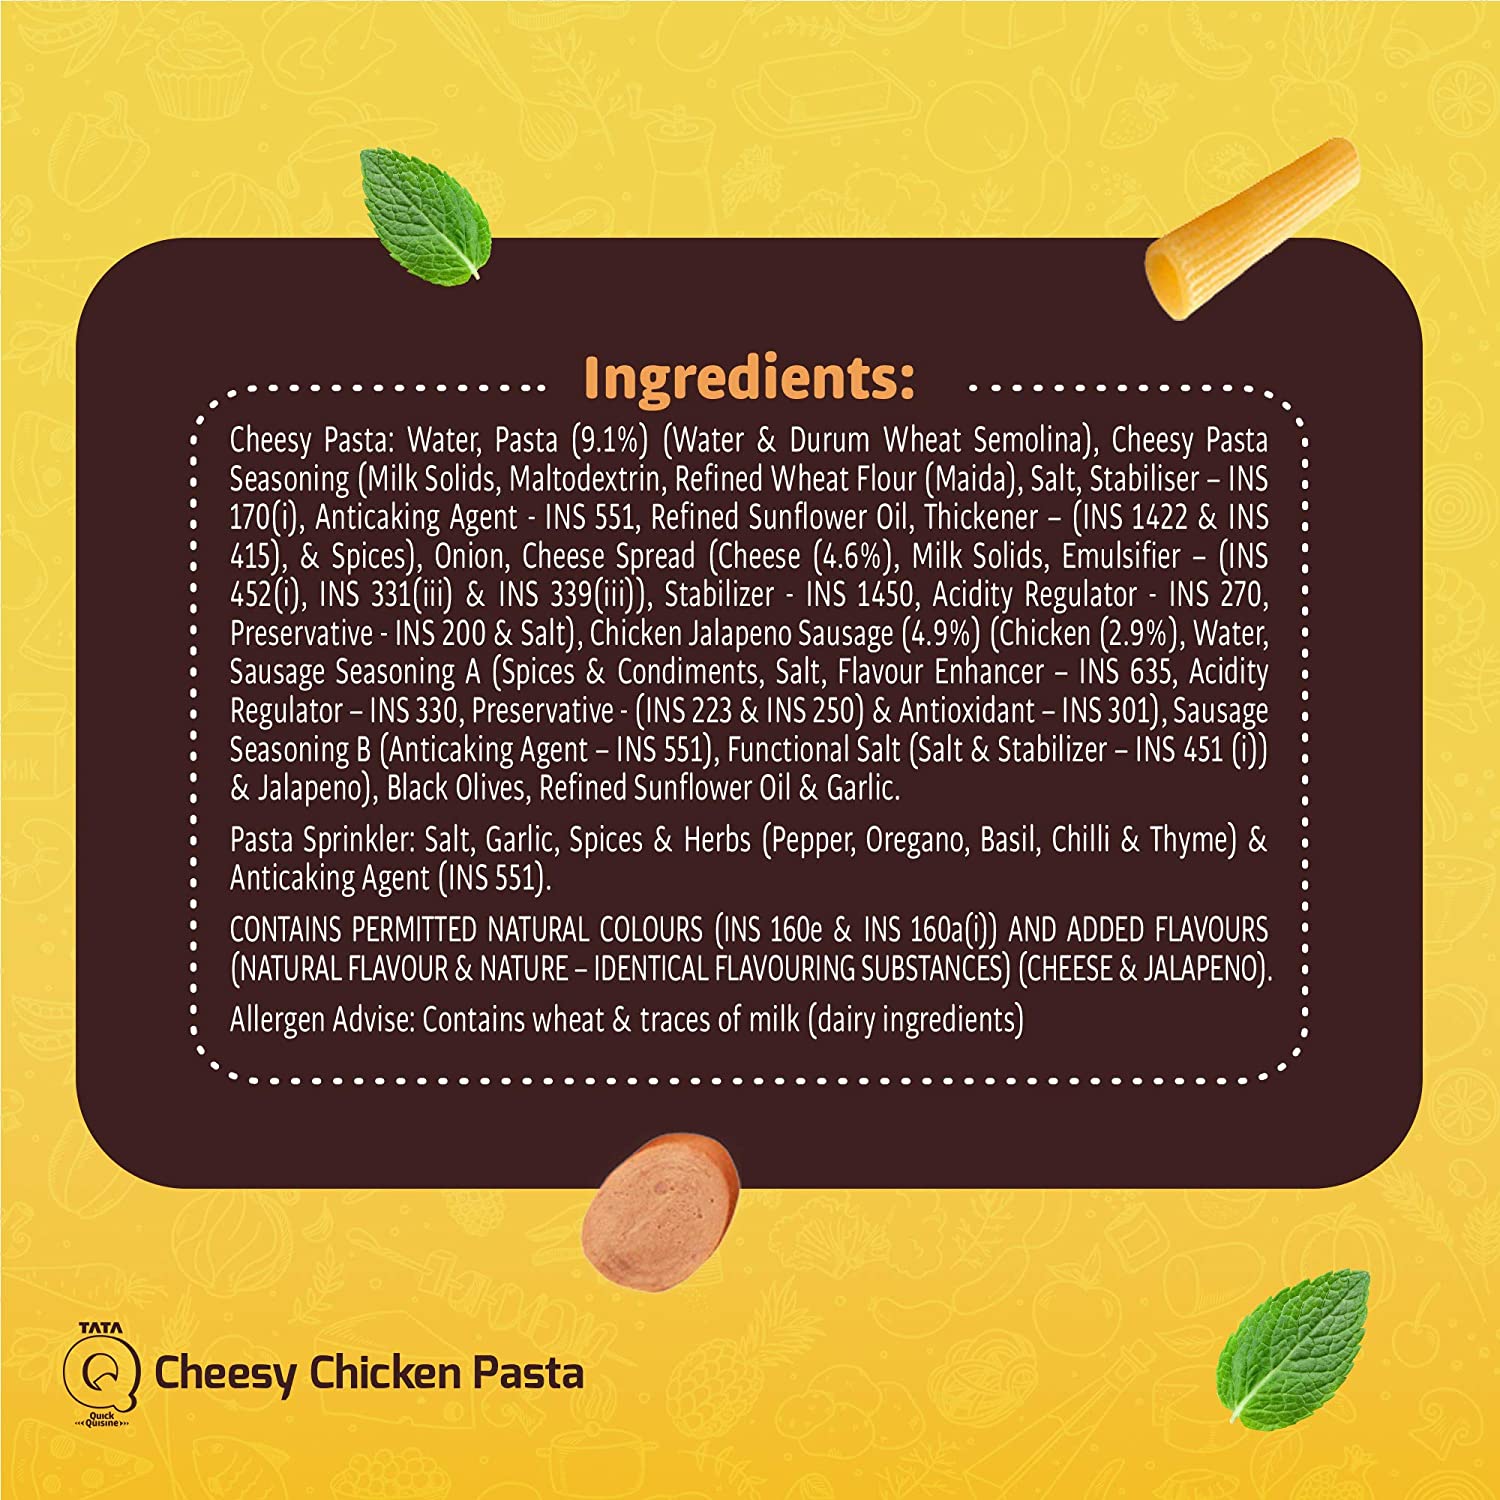 Ingredients:
Cheesy Pasta: Water, Pasta (9.1%) (Water & Durum Wheat Semolina), Cheesy Pasta
Seasoning (Milk Solids, Maltodextrin, Refined Wheat Flour (Maida), Salt, Stabiliser – INS
170(i), Anticaking Agent - INS 551, Refined Sunflower Oil, Thickener – (INS 1422 & INS
415), & Spices), Onion, Cheese Spread (Cheese (4.6%), Milk Solids, Emulsifier – (INS
452(i), INS 331(iii) & INS 339(iii)), Stabilizer - INS 1450, Acidity Regulator - INS 270,
Preservative - INS 200 & Salt), Chicken Jalapeno Sausage (4.9%) (Chicken (2.9%), Water,
Sausage Seasoning A (Spices & Condiments, Salt, Flavour Enhancer – INS 635, Acidity
Regulator – INS 330, Preservative - (INS 223 & INS 250) & Antioxidant – INS 301), Sausage
Seasoning B (Anticaking Agent – INS 551), Functional Salt (Salt & Stabilizer – INS 451 (i))
& Jalapeno), Black Olives, Refined Sunflower Oil & Garlic.
Pasta Sprinkler: Salt, Garlic, Spices & Herbs (Pepper, Oregano, Basil, Chilli & Thyme) &
Anticaking Agent (INS 551).
CONTAINS PERMITTED NATURAL COLOURS (INS 160e & INS 160a(i)) AND ADDED FLAVOURS
(NATURAL FLAVOUR & NATURE – IDENTICAL FLAVOURING SUBSTANCES) (CHEESE & JALAPENO).
Allergen Advise: Contains wheat & traces of milk (dairy ingredients)
TATA
Q
Quick
Quisine
Cheesy Chicken Pasta
MILK